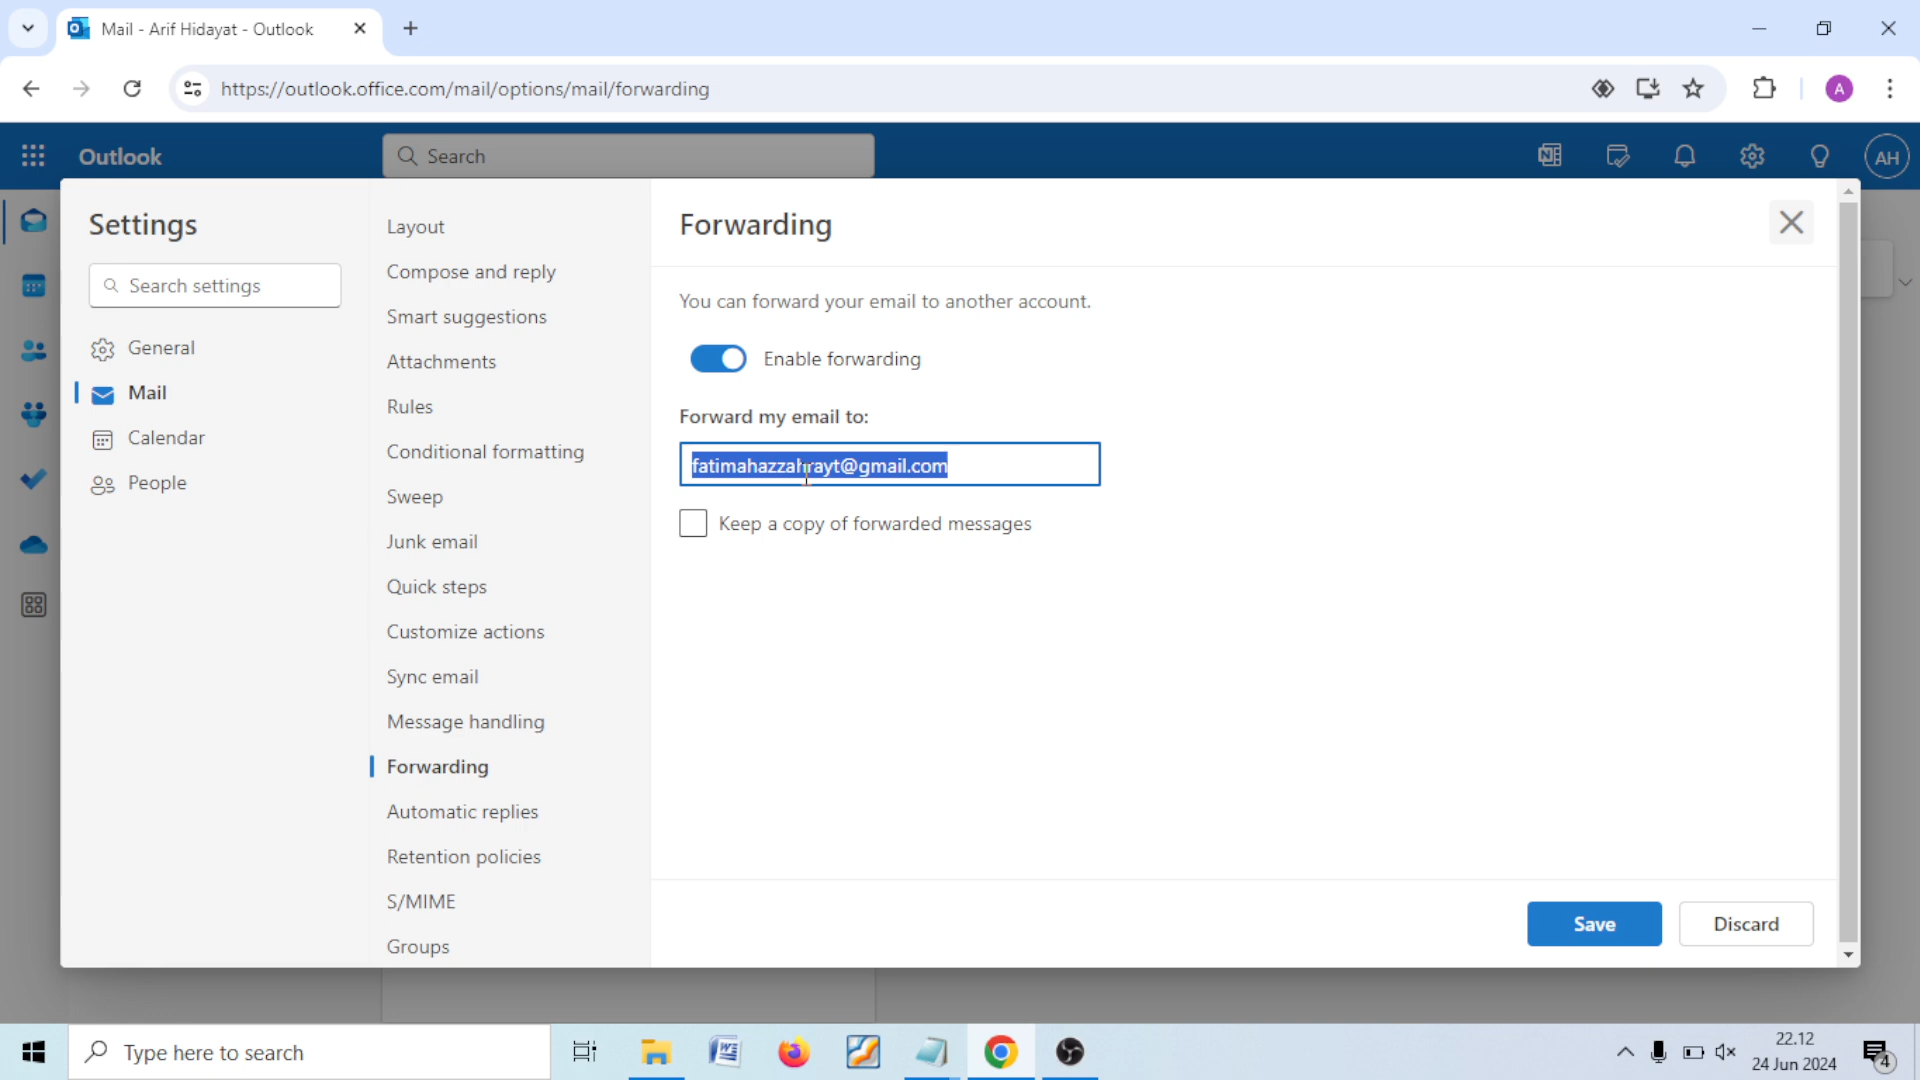 Mail - Arif Hidayat - Outlook
https://outlook.office.com/mail/options/mail/forwarding
A
Outlook
Search
AH
Settings
Search settings
General
Mail
Calendar
People
Layout
Compose and reply
Smart suggestions
Attachments
Rules
Conditional formatting
Sweep
Junk email
Quick steps
Customize actions
Sync email
Message handling
Forwarding
Automatic replies
Retention policies
S/MIME
Groups
Forwarding
You can forward your email to another account.
Enable forwarding
Forward my email to:
fatimahazzahrayt@gmail.com
Keep a copy of forwarded messages
Save
Discard
Type here to search
22.12
24 Jun 2024
4